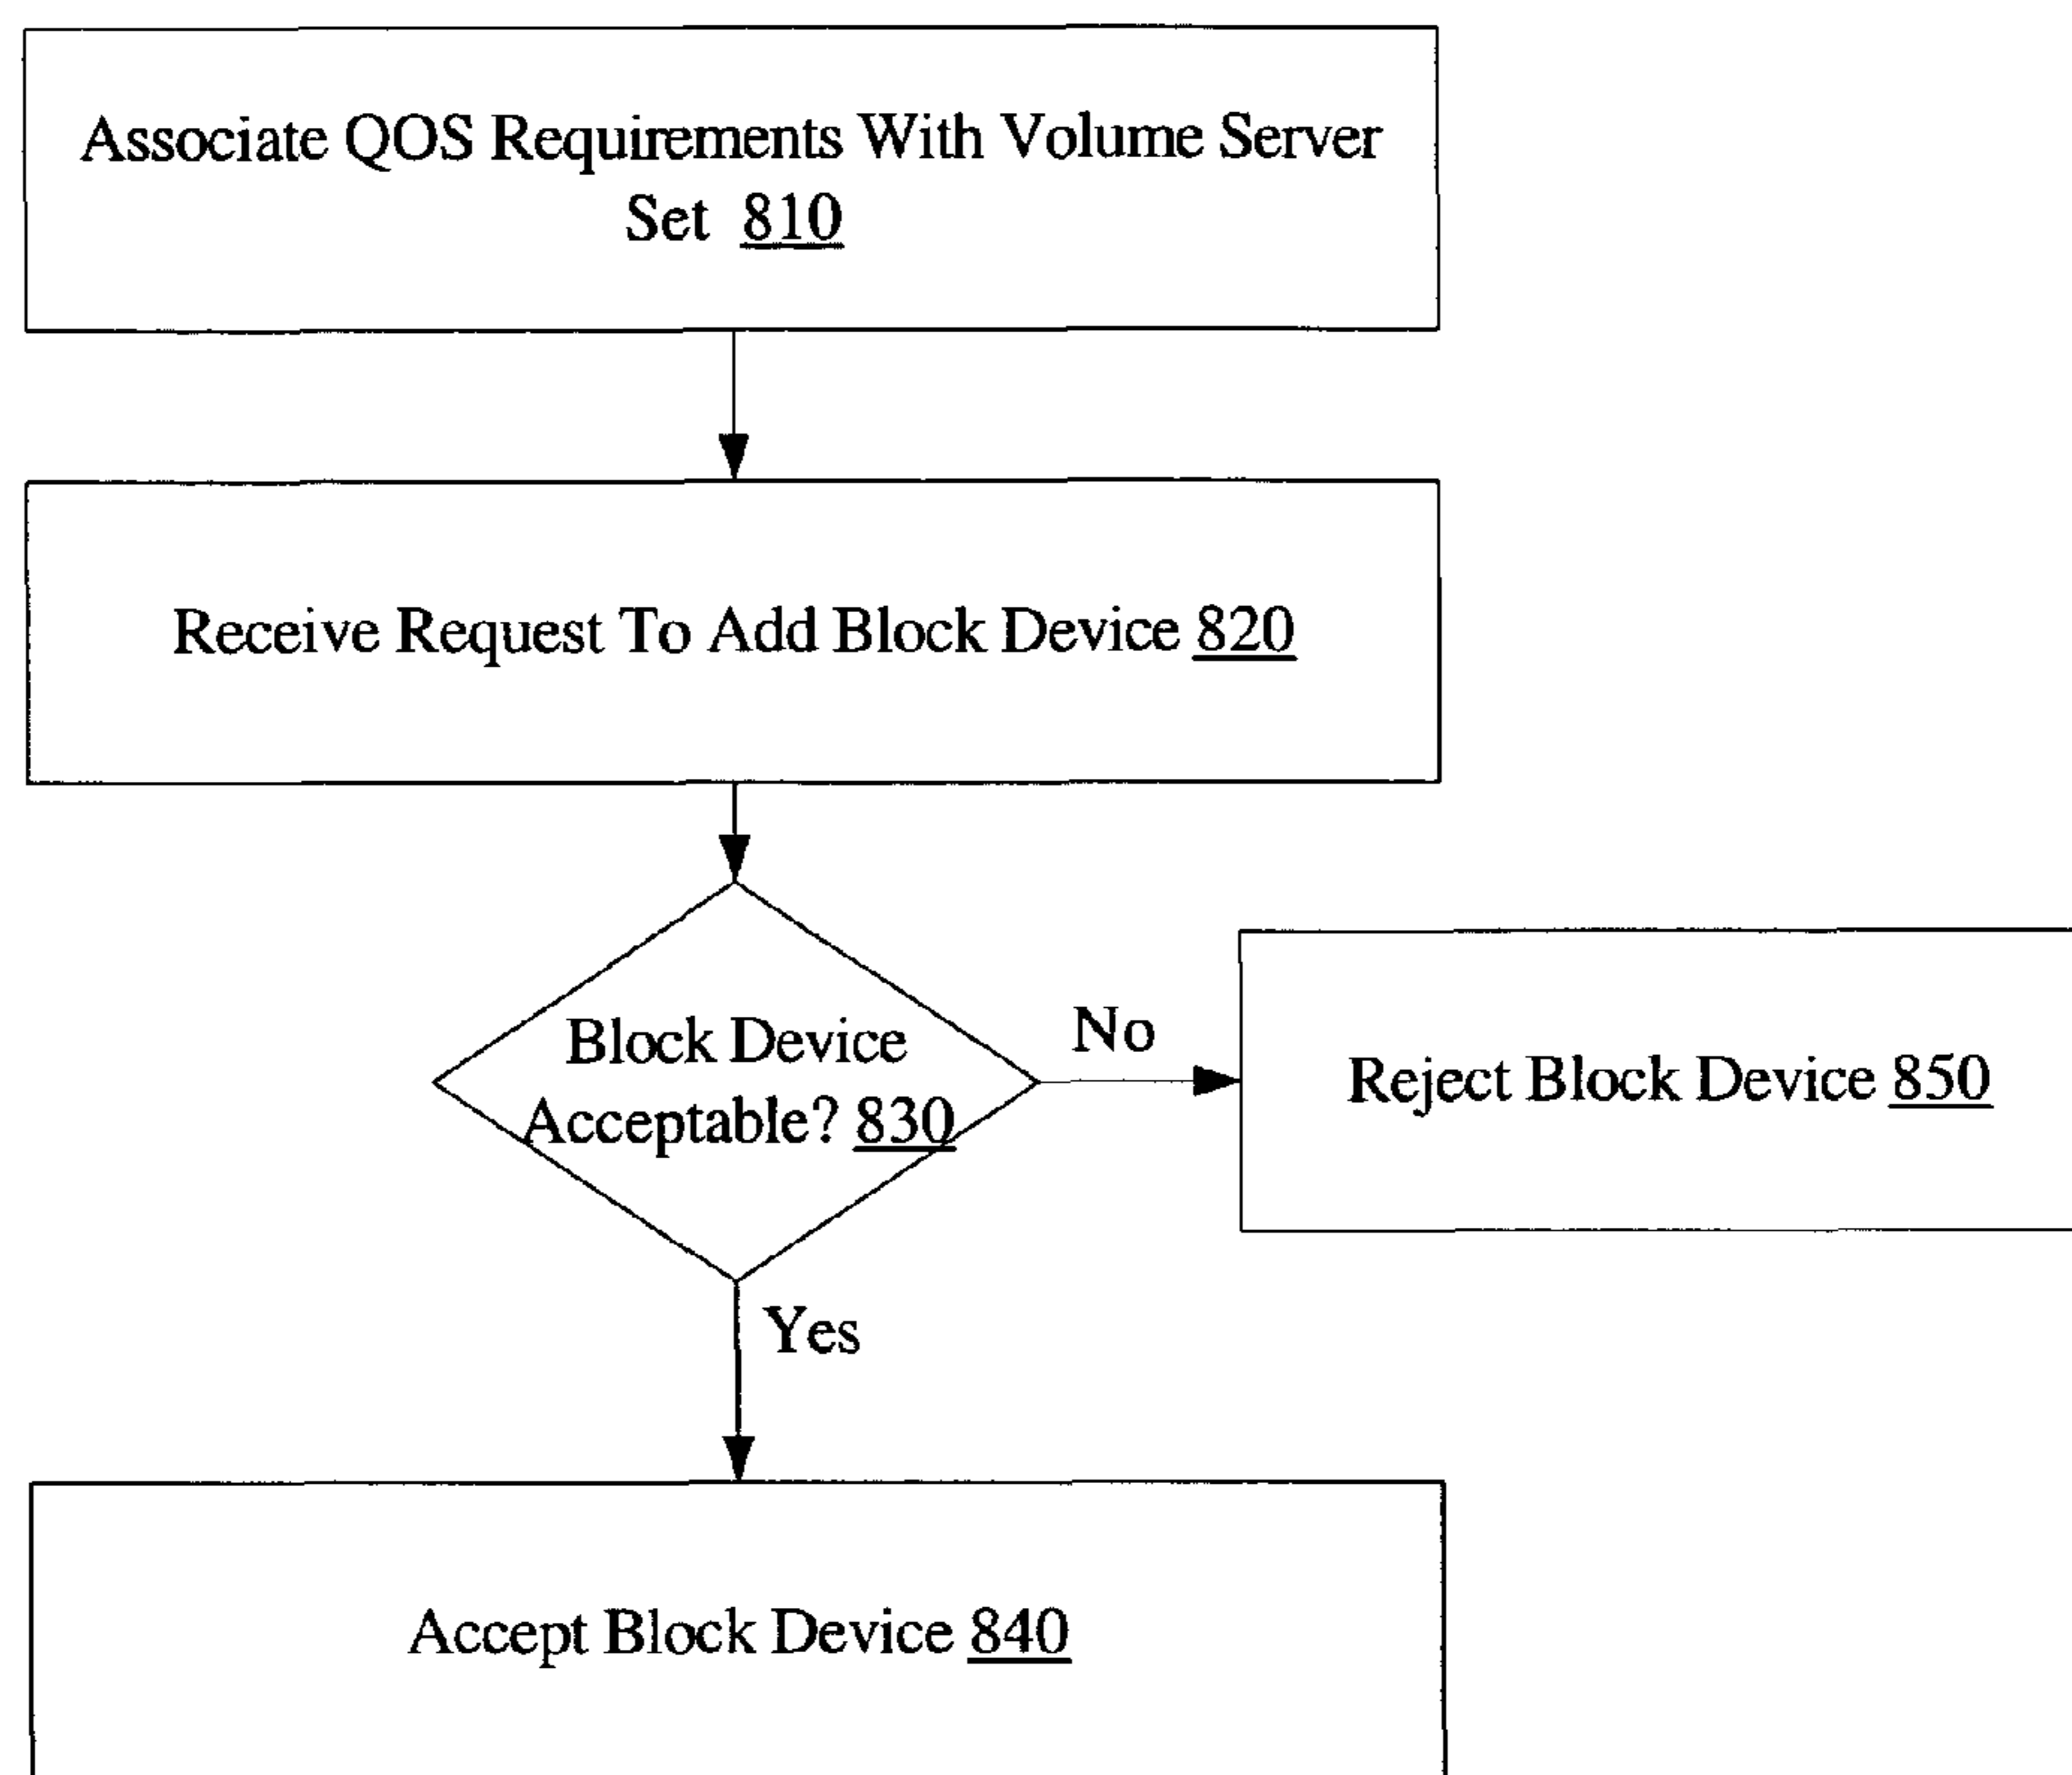 Associate QOS Requirements With Volume Server
Set 810
Receive Request To Add Block Device 820
Block Device
Acceptable? 830
No
Reject Block Device 850
Yes
Accept Block Device 840